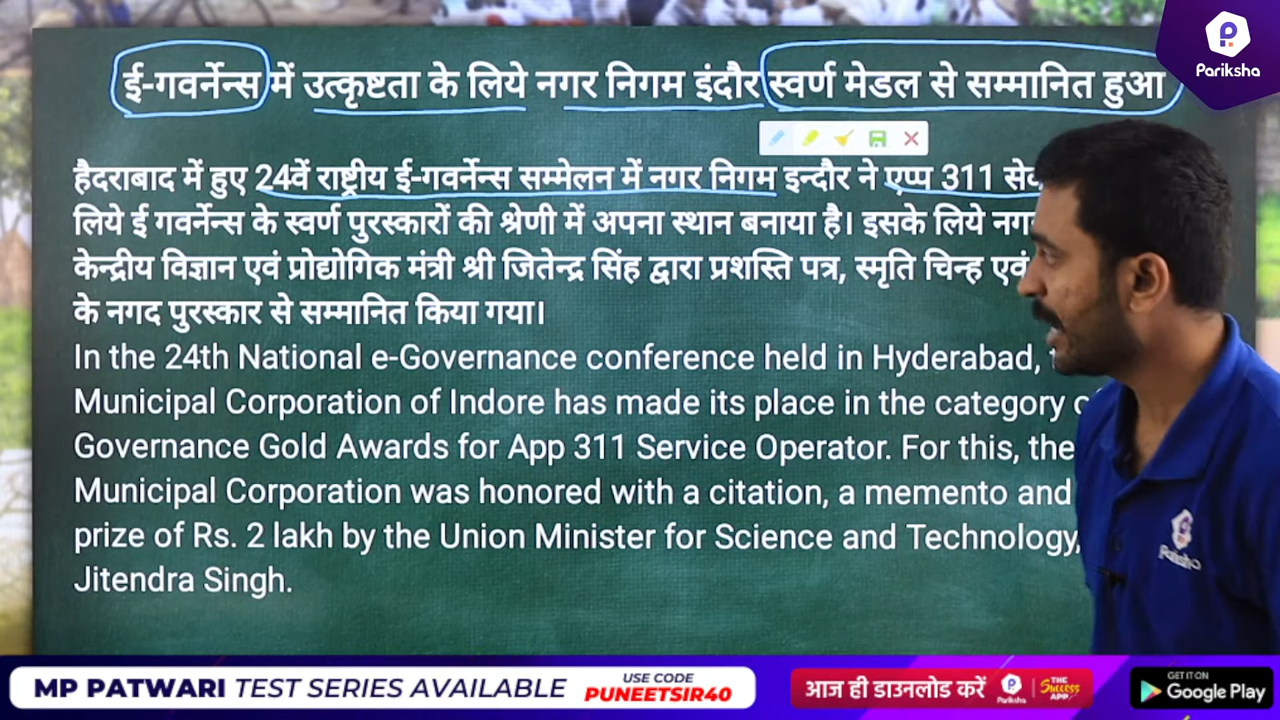 ई-गवर्नेन्स में उत्कृष्टता के लिये नगर निगम इंदौर स्वर्ण मेडल से सम्मानित हुआ
Pariksha
हैदराबाद में हुए 24वें राष्ट्रीय ई-गवर्नेन्स सम्मेलन में नगर निगम इन्दौर ने एप्प 311
लिये ई गवर्नेन्स के स्वर्ण पुरस्कारों की श्रेणी में अपना स्थान बनाया है। इसके लिये
केन्द्रीय विज्ञान एवं प्रोद्योगिक मंत्री श्री जितेन्द्र सिंह द्वारा प्रशस्ति पत्र, स्मृति चिन्ह एवं
के नगद पुरस्कार से सम्मानित किया गया।
In the 24th National e-Governance conference held in Hyderabad,
Municipal Corporation of Indore has made its place in the category
Governance Gold Awards for App 311 Service Operator. For this, the
Municipal Corporation was honored with a citation, a memento and
prize of Rs. 2 lakh by the Union Minister for Science and Technology,
Jitendra Singh.
Pariksha
MP PATWARI TEST SERIES AVAILABLE
USE CODE
PUNEETSIR40
आज ही डाउनलोड करें
Pariksha
THE Success APP
GET IT ON
Google Play